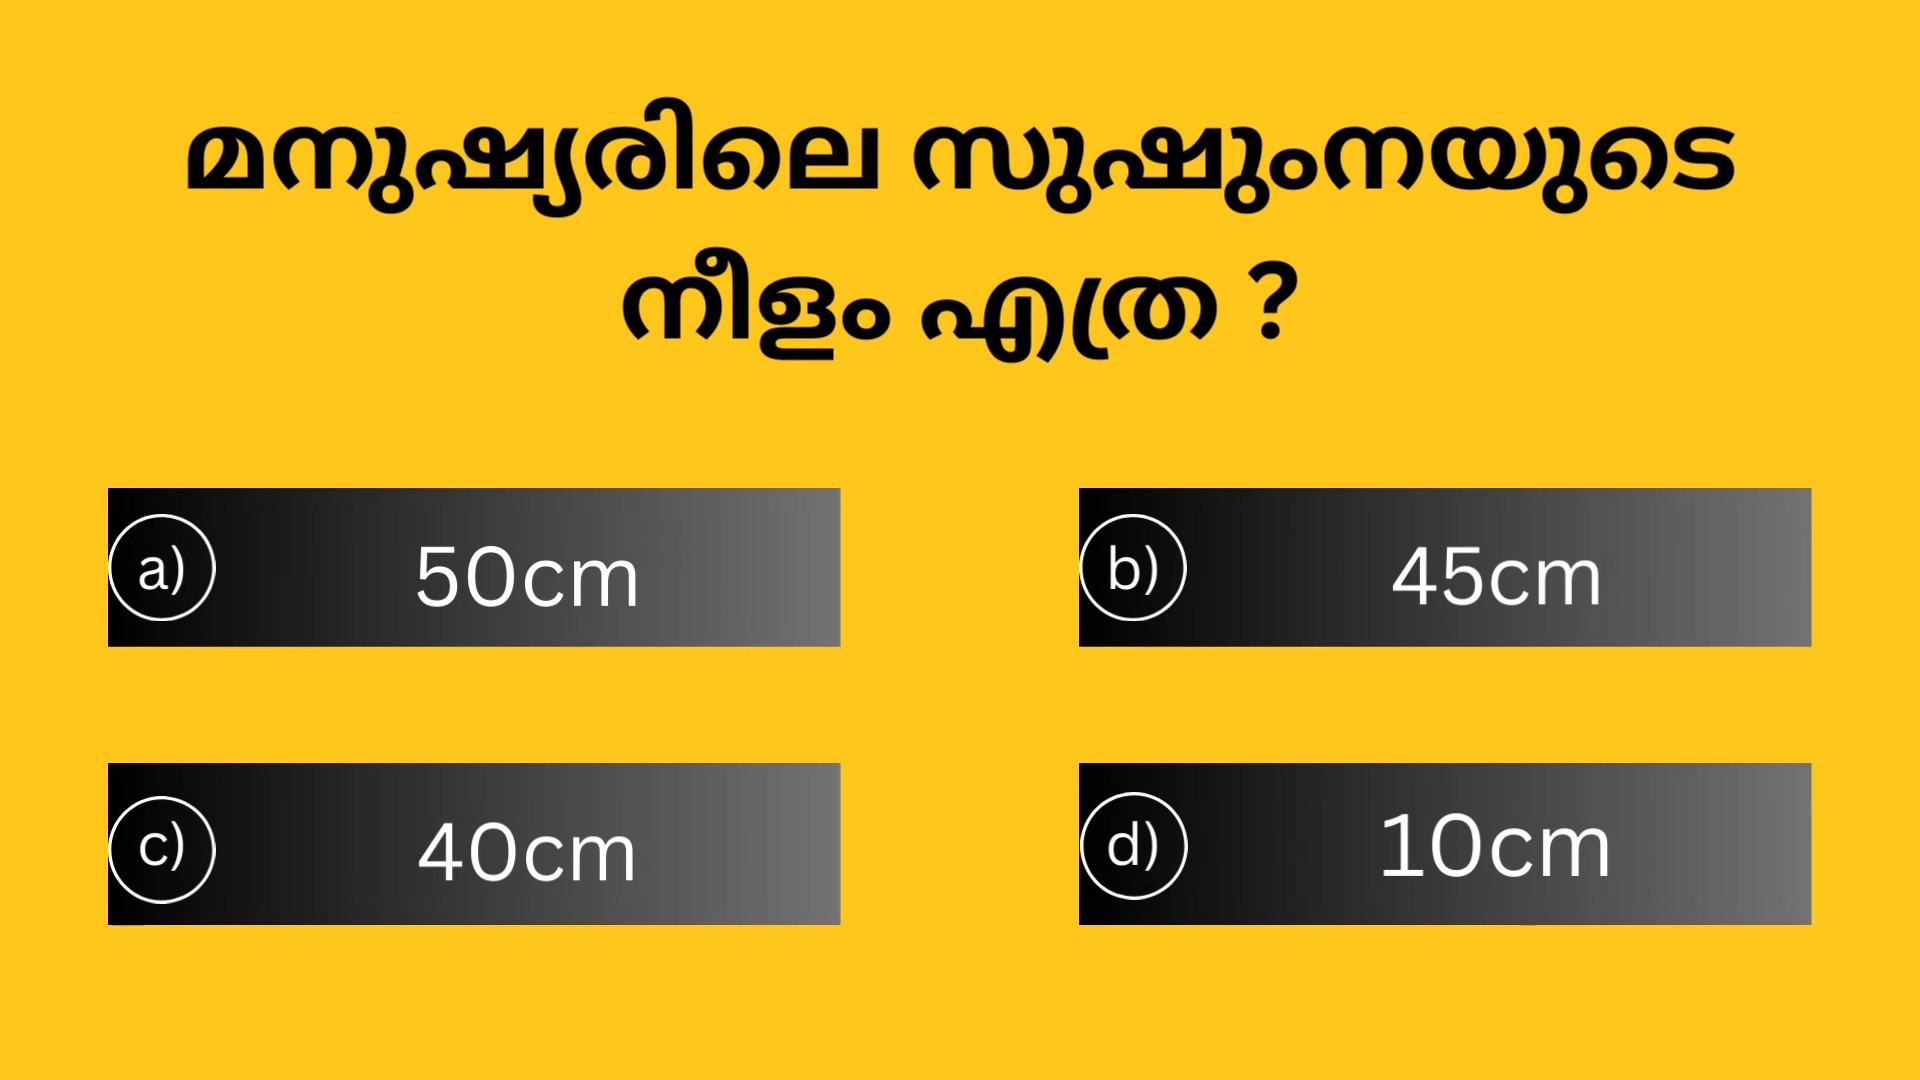 മനുഷ്യരിലെ സുഷുംനയുടെ
നീളം എത്ര ?
a) 50cm
b) 45cm
c) 40cm
d) 10cm